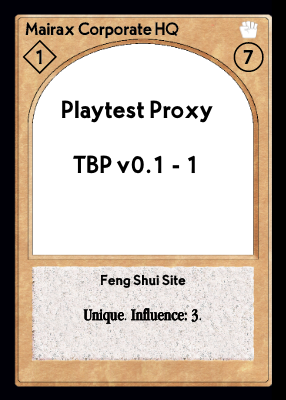 Mairax Corporate HQ
1
7
Playtest Proxy
TBP v0.1 - 1
Feng Shui Site
Unique. Influence: 3.